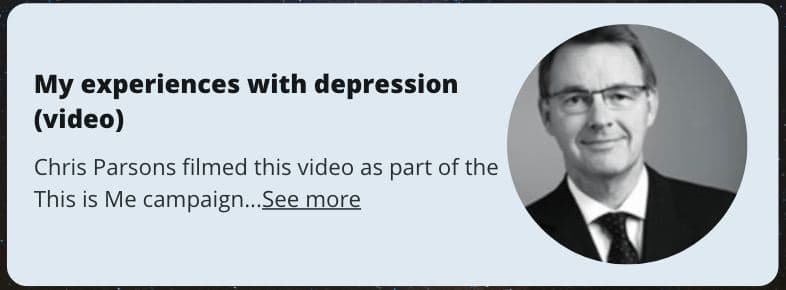 My experiences with depression
(video)
Chris Parsons filmed this video as part of the
This is Me campaign...See more